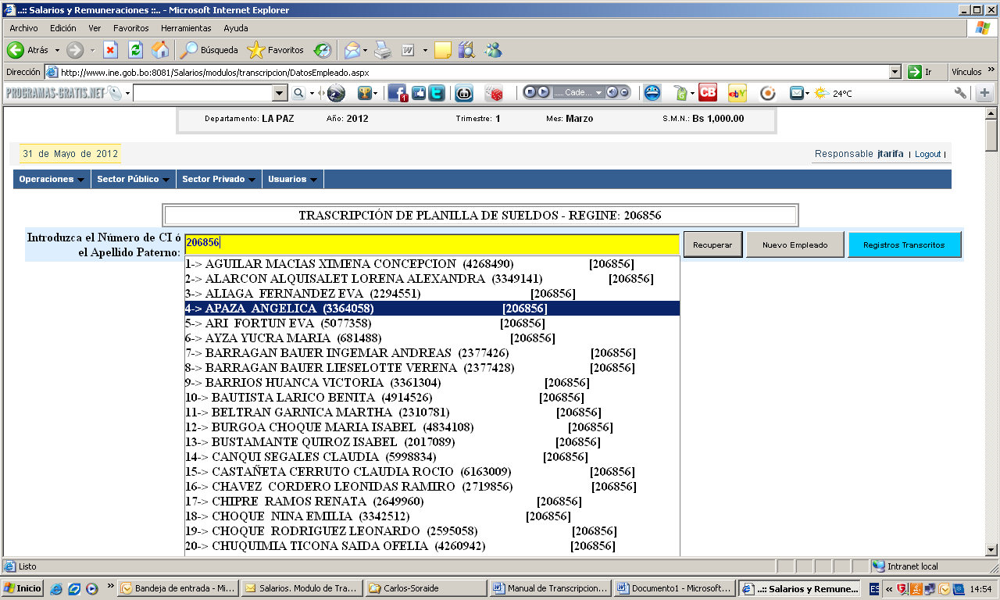 ..:: Salarios y Remuneraciones ::.. - Microsoft Internet Explorer
Archivo Edición Ver Favoritos Herramientas Ayuda
Atrás Búsqueda Favoritos
Dirección http://www.ine.gob.bo:8081/Salarios/modulos/transcripcion/DatosEmpleado.aspx Ir Vínculos »
PROGRAMAS-GRATIS.NET ..... Cade... CB ebY 24°C
Departamento: LA PAZ Año: 2012 Trimestre: 1 Mes: Marzo S.M.N.: Bs 1,000.00
31 de Mayo de 2012 Responsable jtarifa | Logout |
Operaciones Sector Público Sector Privado Usuarios
TRASCRIPCIÓN DE PLANILLA DE SUELDOS - REGINE: 206856
Introduzca el Número de CI ó
el Apellido Paterno:
206856
Recuperar Nuevo Empleado Registros Transcritos
1-> AGUILAR MACIAS XIMENA CONCEPCION (4268490) [206856]
2-> ALARCON ALQUISALET LORENA ALEXANDRA (3349141) [206856]
3-> ALIAGA FERNANDEZ EVA (2294551) [206856]
4-> APAZA ANGELICA (3364058) [206856]
5-> ARI FORTUN EVA (5077358) [206856]
6-> AYZA YUCRA MARIA (681488) [206856]
7-> BARRAGAN BAUER INGEMAR ANDREAS (2377426) [206856]
8-> BARRAGAN BAUER LIESELOTTE VERENA (2377428) [206856]
9-> BARRIOS HUANCA VICTORIA (3361304) [206856]
10-> BAUTISTA LARICO BENITA (4914526) [206856]
11-> BELTRAN GARNICA MARTHA (2310781) [206856]
12-> BURGOA CHOQUE MARIA ISABEL (4834108) [206856]
13-> BUSTAMANTE QUIROZ ISABEL (2017089) [206856]
14-> CANQUI SEGALES CLAUDIA (5998834) [206856]
15-> CASTAÑETA CERRUTO CLAUDIA ROCIO (6163009) [206856]
16-> CHAVEZ CORDERO LEONIDAS RAMIRO (2719856) [206856]
17-> CHIPRE RAMOS RENATA (2649960) [206856]
18-> CHOQUE NINA EMILIA (3342512) [206856]
19-> CHOQUE RODRIGUEZ LEONARDO (2595058) [206856]
20-> CHUQUIMIA TICONA SAIDA OFELIA (4260942) [206856]
Listo Intranet local
Inicio » Bandeja de entrada - Mi... Salarios. Modulo de Tra... Carlos-Soraide Manual de Transcripcion... Documento1 - Microsoft... ..:: Salarios y Remune... ES « 14:54